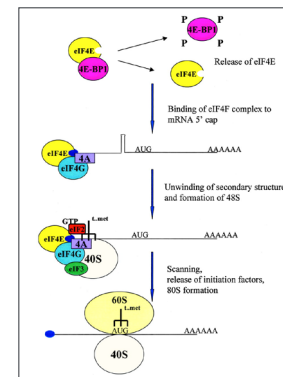 P P
eIF4E
4E-BP1
4E-BP1
P P
eIF4E
Release of eIF4E
Binding of eIF4F complex to
mRNA 5' cap
eIF4E
4A
eIF4G
AUG
AAAAAA
Unwinding of secondary structure
and formation of 48S
GTP
L.met
eIF2
eIF4E
4A
eIF4G
40S
eIF3
AUG
AAAAAA
Scanning,
release of initiation factors,
80S formation
60S
L.met
AUG
AAAAAA
40S